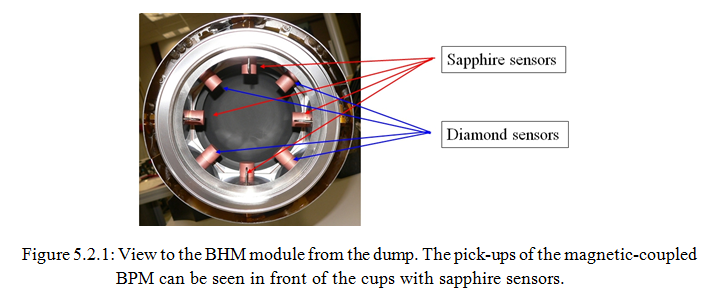 Sapphire sensors
Diamond sensors
Figure 5.2.1: View to the BHM module from the dump. The pick-ups of the magnetic-coupled
BPM can be seen in front of the cups with sapphire sensors.